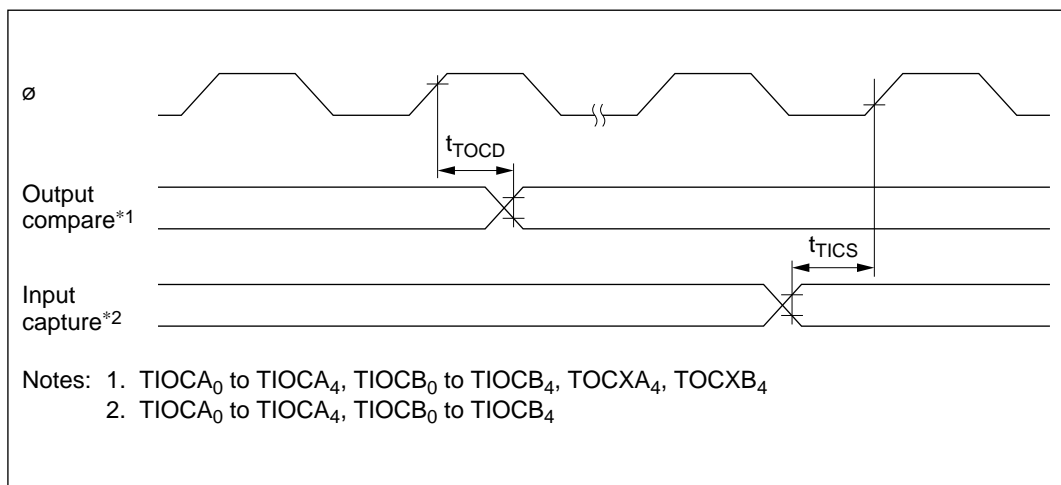 ø
tTOCD
Output
compare*1
tTICS
Input
capture*2
Notes: 1. TIOCA0 to TIOCA4, TIOCB0 to TIOCB4, TOCXA4, TOCXB4
2. TIOCA0 to TIOCA4, TIOCB0 to TIOCB4